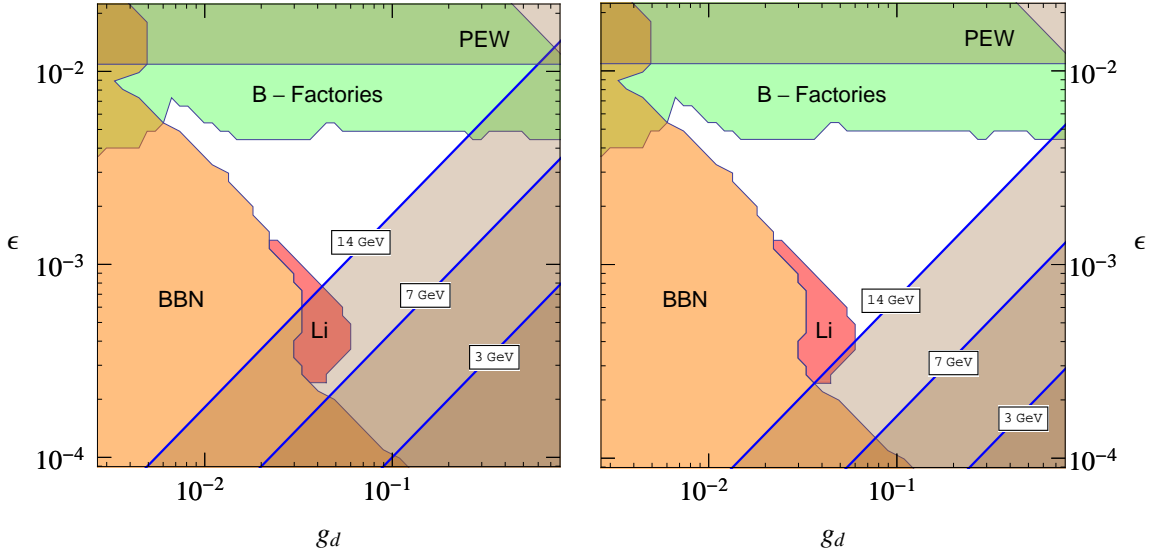 PEW
B – Factories
14 GeV
7 GeV
BBN
Li
3 GeV
10⁻²
10⁻³
10⁻⁴
ϵ
10⁻²
10⁻¹
g_d
PEW
B – Factories
14 GeV
7 GeV
BBN
Li
3 GeV
10⁻²
10⁻³
10⁻⁴
ϵ
10⁻²
10⁻¹
g_d